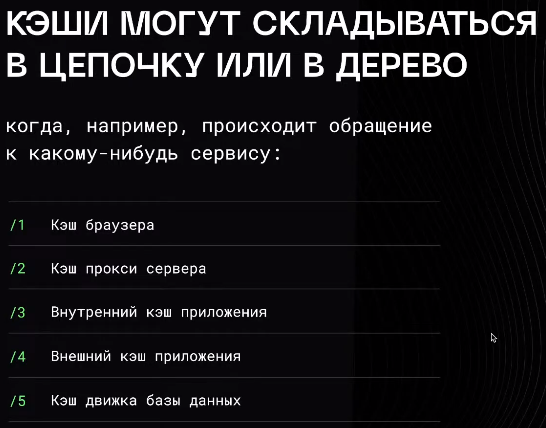 КЭШИ МОГУТ СКЛАДЫВАТЬСЯ
В ЦЕПОЧКУ ИЛИ В ДЕРЕВО
когда, например, происходит обращение
к какому-нибудь сервису:
/1 Кэш браузера
/2 Кэш прокси сервера
/3 Внутренний кэш приложения
/4 Внешний кэш приложения
/5 Кэш движка базы данных